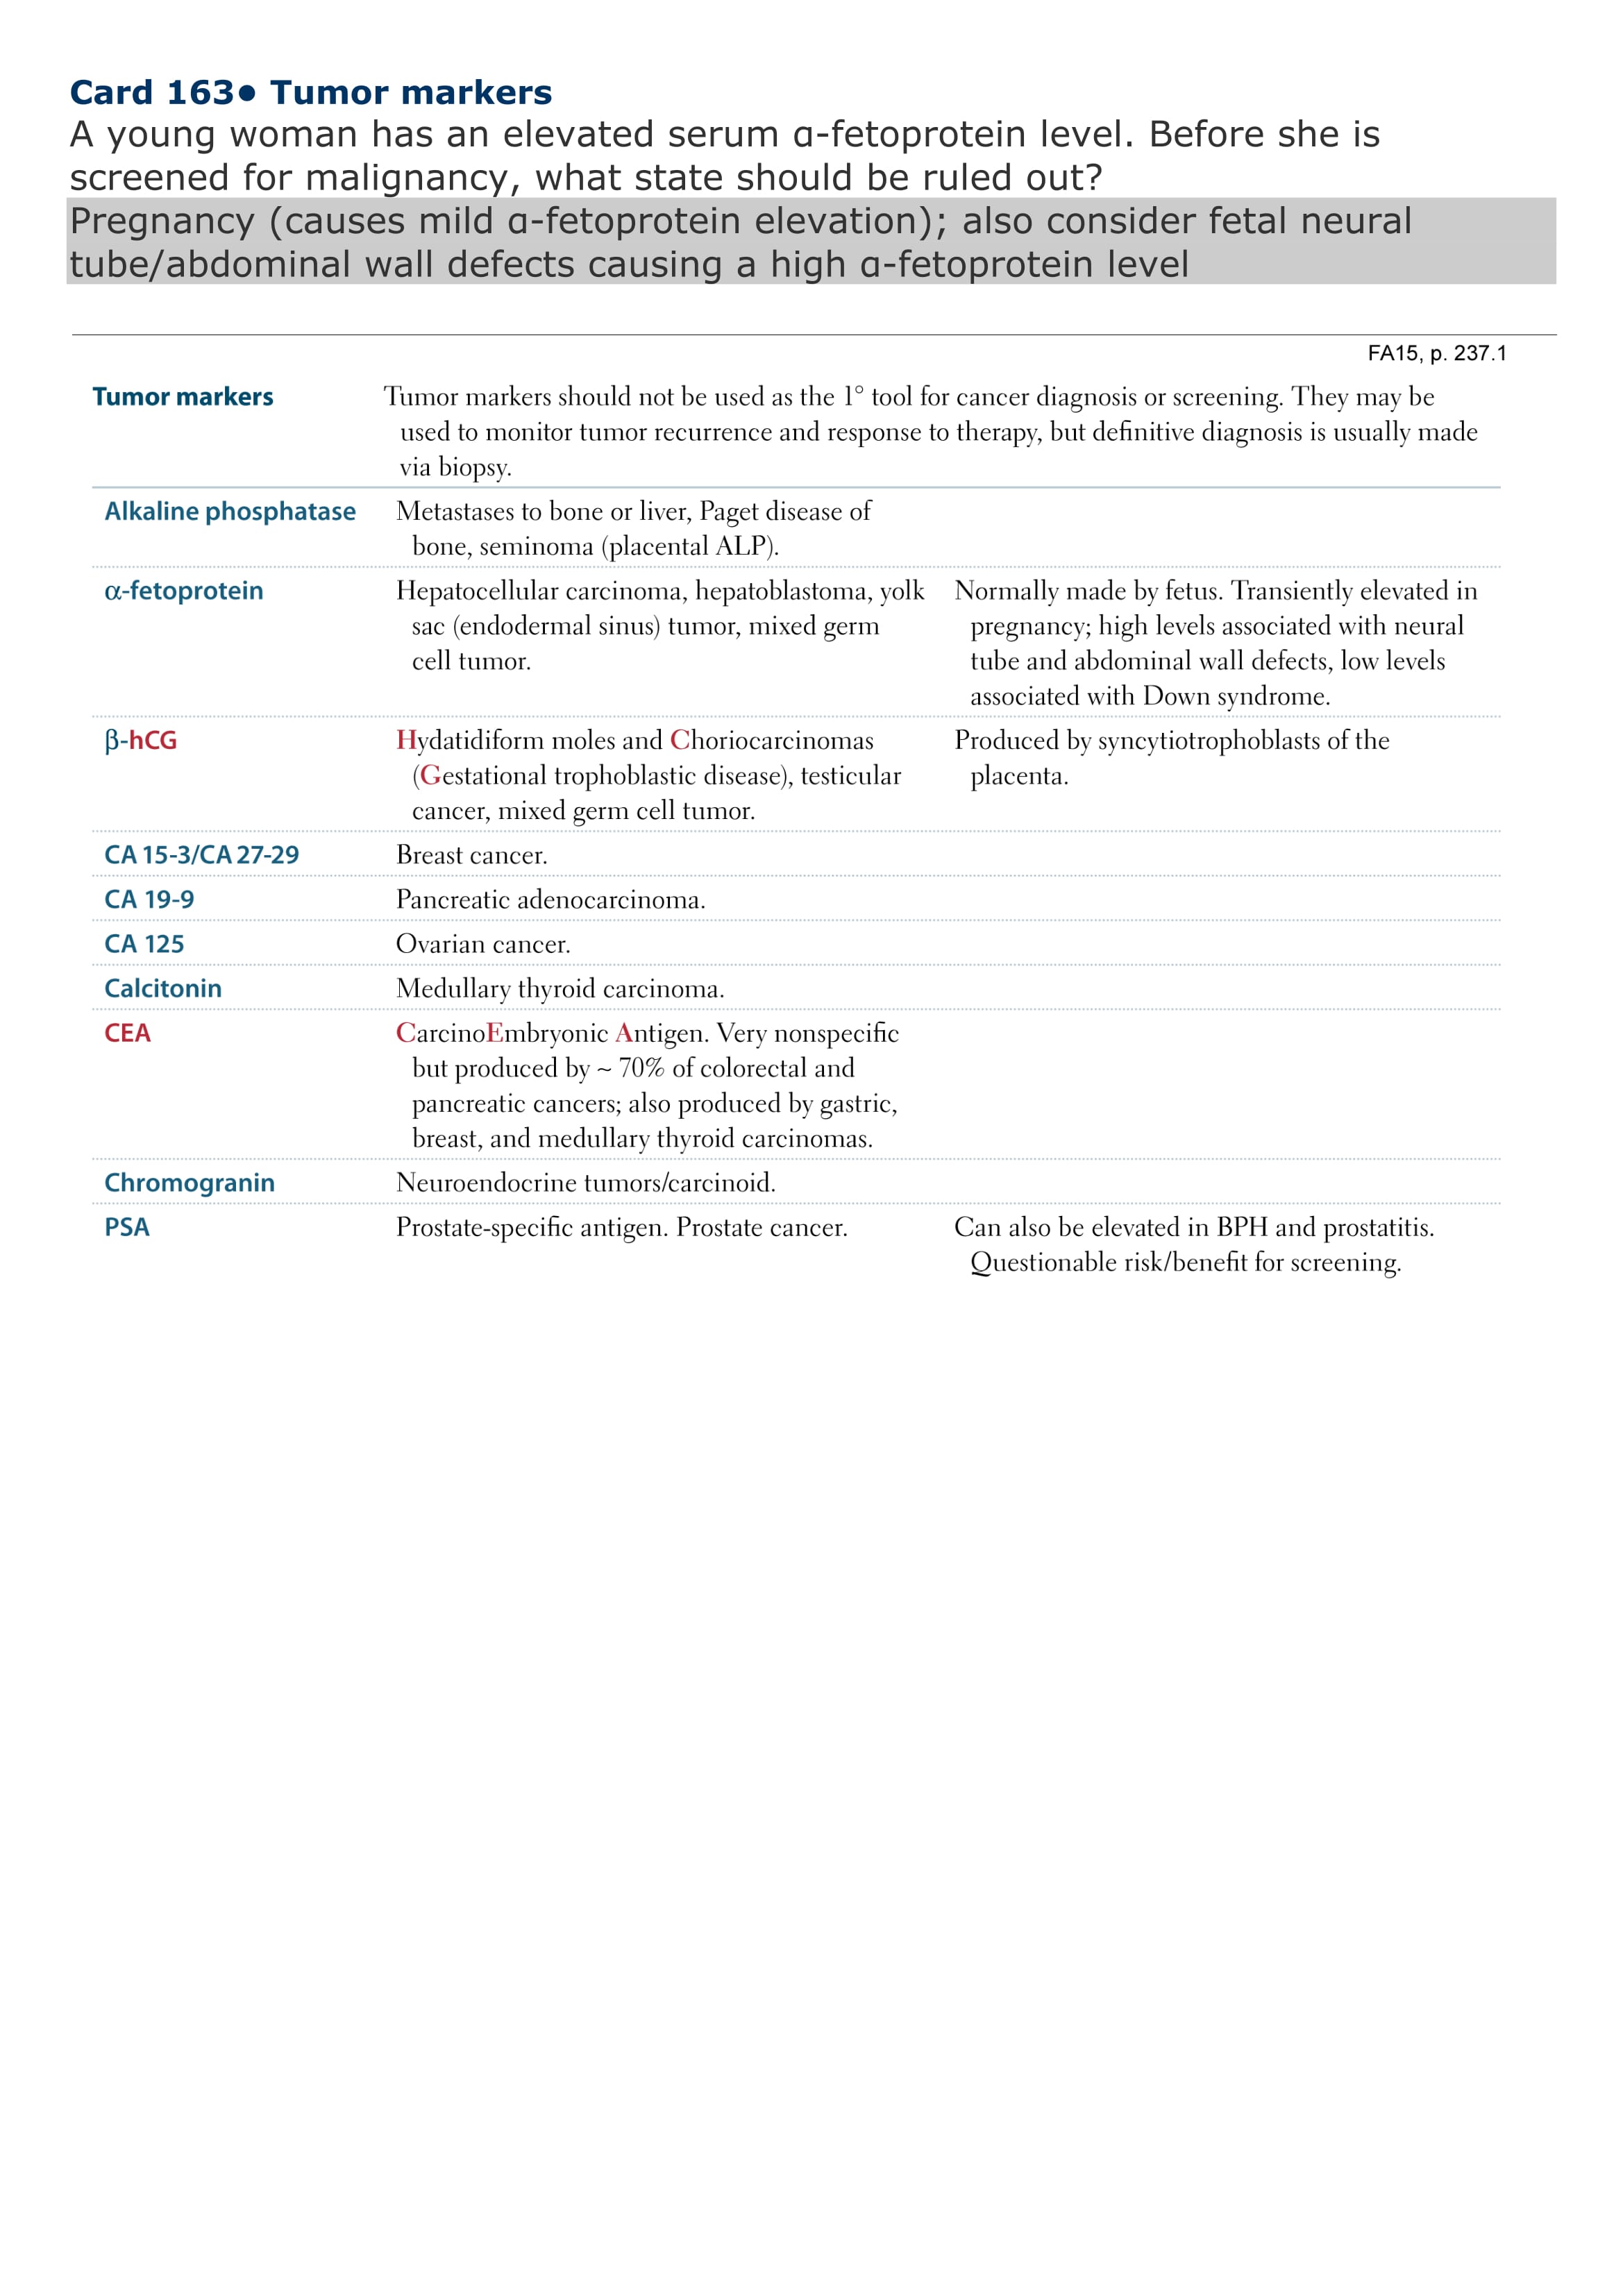 Card 163● Tumor markers
A young woman has an elevated serum α-fetoprotein level. Before she is
screened for malignancy, what state should be ruled out?
Pregnancy (causes mild α-fetoprotein elevation); also consider fetal neural
tube/abdominal wall defects causing a high α-fetoprotein level
FA15, p. 237.1
Tumor markers
Tumor markers should not be used as the 1° tool for cancer diagnosis or screening. They may be
used to monitor tumor recurrence and response to therapy, but definitive diagnosis is usually made
via biopsy.
Alkaline phosphatase
Metastases to bone or liver, Paget disease of
bone, seminoma (placental ALP).
α-fetoprotein
Hepatocellular carcinoma, hepatoblastoma, yolk
sac (endodermal sinus) tumor, mixed germ
cell tumor.
Normally made by fetus. Transiently elevated in
pregnancy; high levels associated with neural
tube and abdominal wall defects, low levels
associated with Down syndrome.
β-hCG
Hydatidiform moles and Choriocarcinomas
(Gestational trophoblastic disease), testicular
cancer, mixed germ cell tumor.
Produced by syncytiotrophoblasts of the
placenta.
CA 15-3/CA 27-29
Breast cancer.
CA 19-9
Pancreatic adenocarcinoma.
CA 125
Ovarian cancer.
Calcitonin
Medullary thyroid carcinoma.
CEA
CarcinoEmbryonic Antigen. Very nonspecific
but produced by ~ 70% of colorectal and
pancreatic cancers; also produced by gastric,
breast, and medullary thyroid carcinomas.
Chromogranin
Neuroendocrine tumors/carcinoid.
PSA
Prostate-specific antigen. Prostate cancer.
Can also be elevated in BPH and prostatitis.
Questionable risk/benefit for screening.